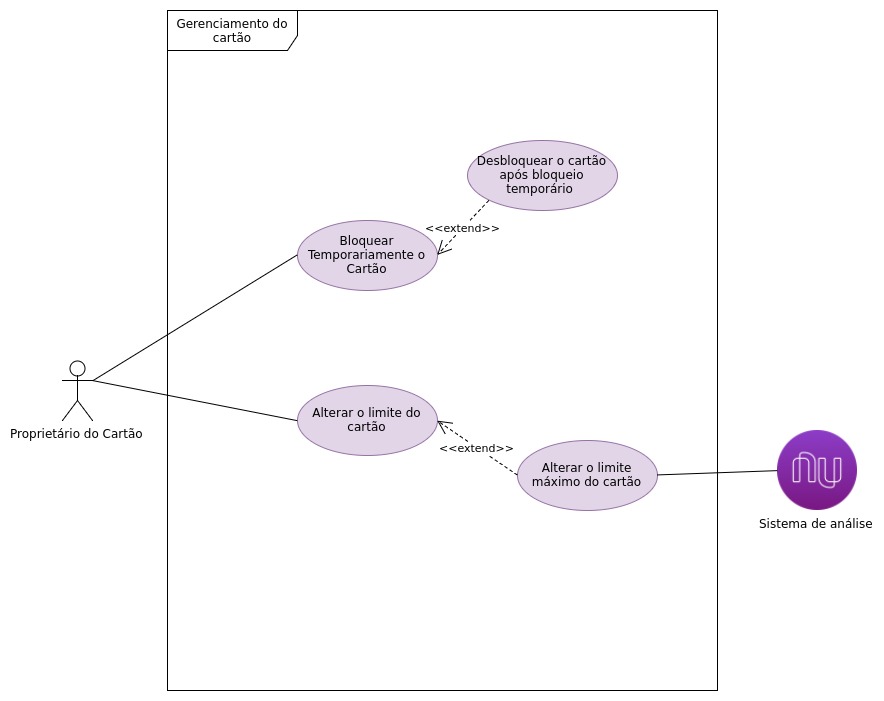 Gerenciamento do
cartão
Desbloquear o cartão
após bloqueio
temporário
<<extend>>
Bloquear
Temporariamente o
Cartão
Proprietário do Cartão
Alterar o limite do
cartão
<<extend>>
Alterar o limite
máximo do cartão
nu
Sistema de análise